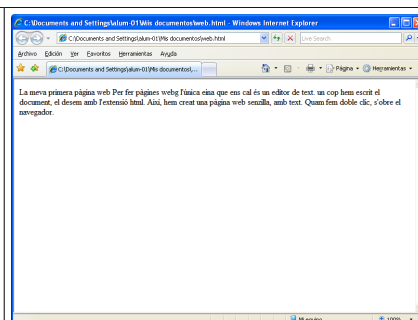 C:\Documents and Settings\alum-01\Mis documentos\web.html - Windows Internet Explorer
C:\Documents and Settings\alum-01\Mis documentos\web.html Live Search
Archivo Edición Ver Favoritos Herramientas Ayuda
C:\Documents and Settings\alum-01\Mis documentos\... Página Herramientas
La meva primera pàgina web Per fer pàgines webg l'única eina que ens cal és un editor de text. un cop hem escrit el
document, el desem amb l'extensió html. Així, hem creat una pàgina web senzilla, amb text. Quam fem doble clic, s'obre el
navegador.
100%